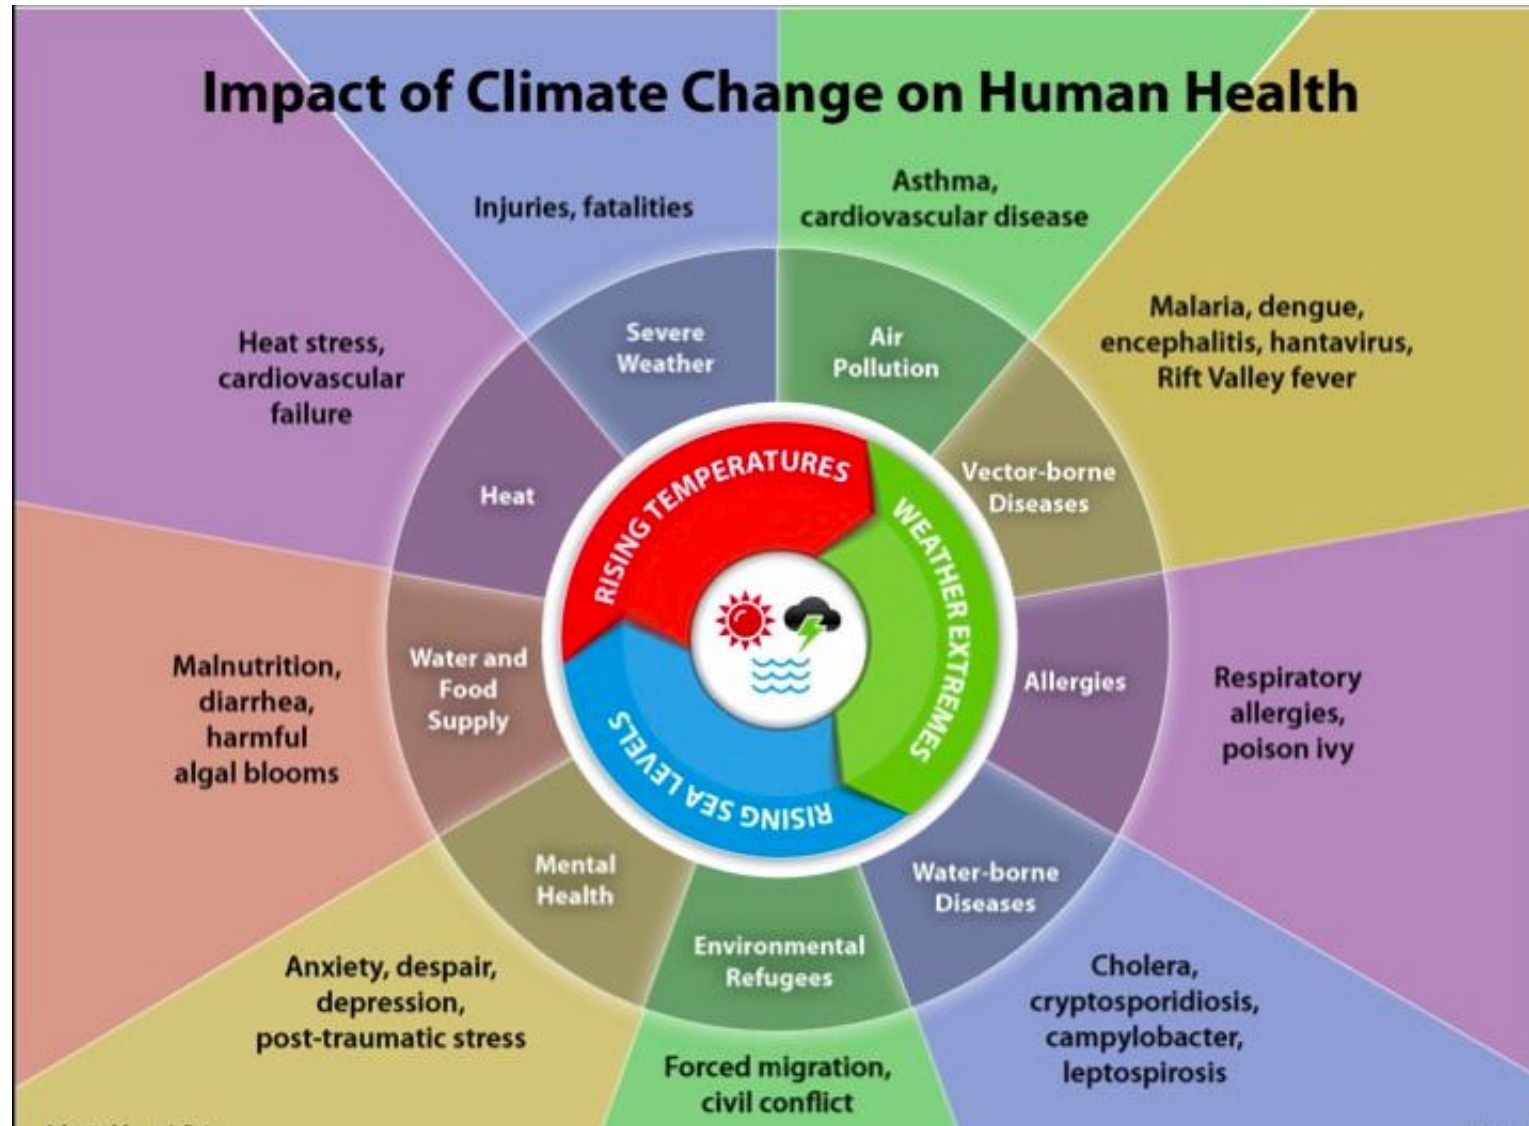 Impact of Climate Change on Human Health
Injuries, fatalities
Asthma,
cardiovascular disease
Severe
Weather
Air
Pollution
Malaria, dengue,
encephalitis, hantavirus,
Rift Valley fever
Vector-borne
Diseases
Heat stress,
cardiovascular
failure
Heat
RISING TEMPERATURES
WEATHER EXTREMES
RISING SEA LEVELS
Allergies
Respiratory
allergies,
poison ivy
Water and
Food
Supply
Malnutrition,
diarrhea,
harmful
algal blooms
Water-borne
Diseases
Cholera,
cryptosporidiosis,
campylobacter,
leptospirosis
Mental
Health
Anxiety, despair,
depression,
post-traumatic stress
Environmental
Refugees
Forced migration,
civil conflict